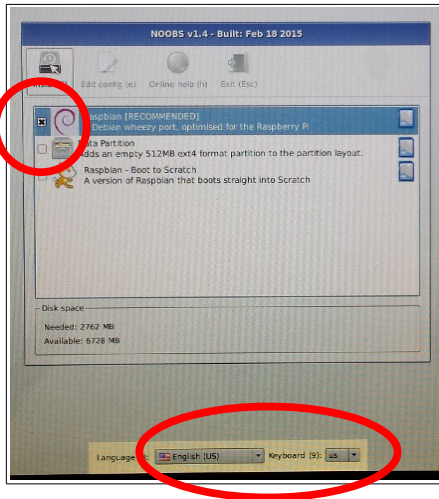 NOOBS v1.4 - Built: Feb 18 2015
Edit config (e) Online help (h) Exit (Esc)
Raspbian [RECOMMENDED]
Debian wheezy port, optimised for the Raspberry Pi
Data Partition
Adds an empty 512MB ext4 format partition to the partition layout.
Raspbian - Boot to Scratch
A version of Raspbian that boots straight into Scratch
Disk space
Needed: 2762 MB
Available: 6728 MB
Language English (US) Keyboard (9): us